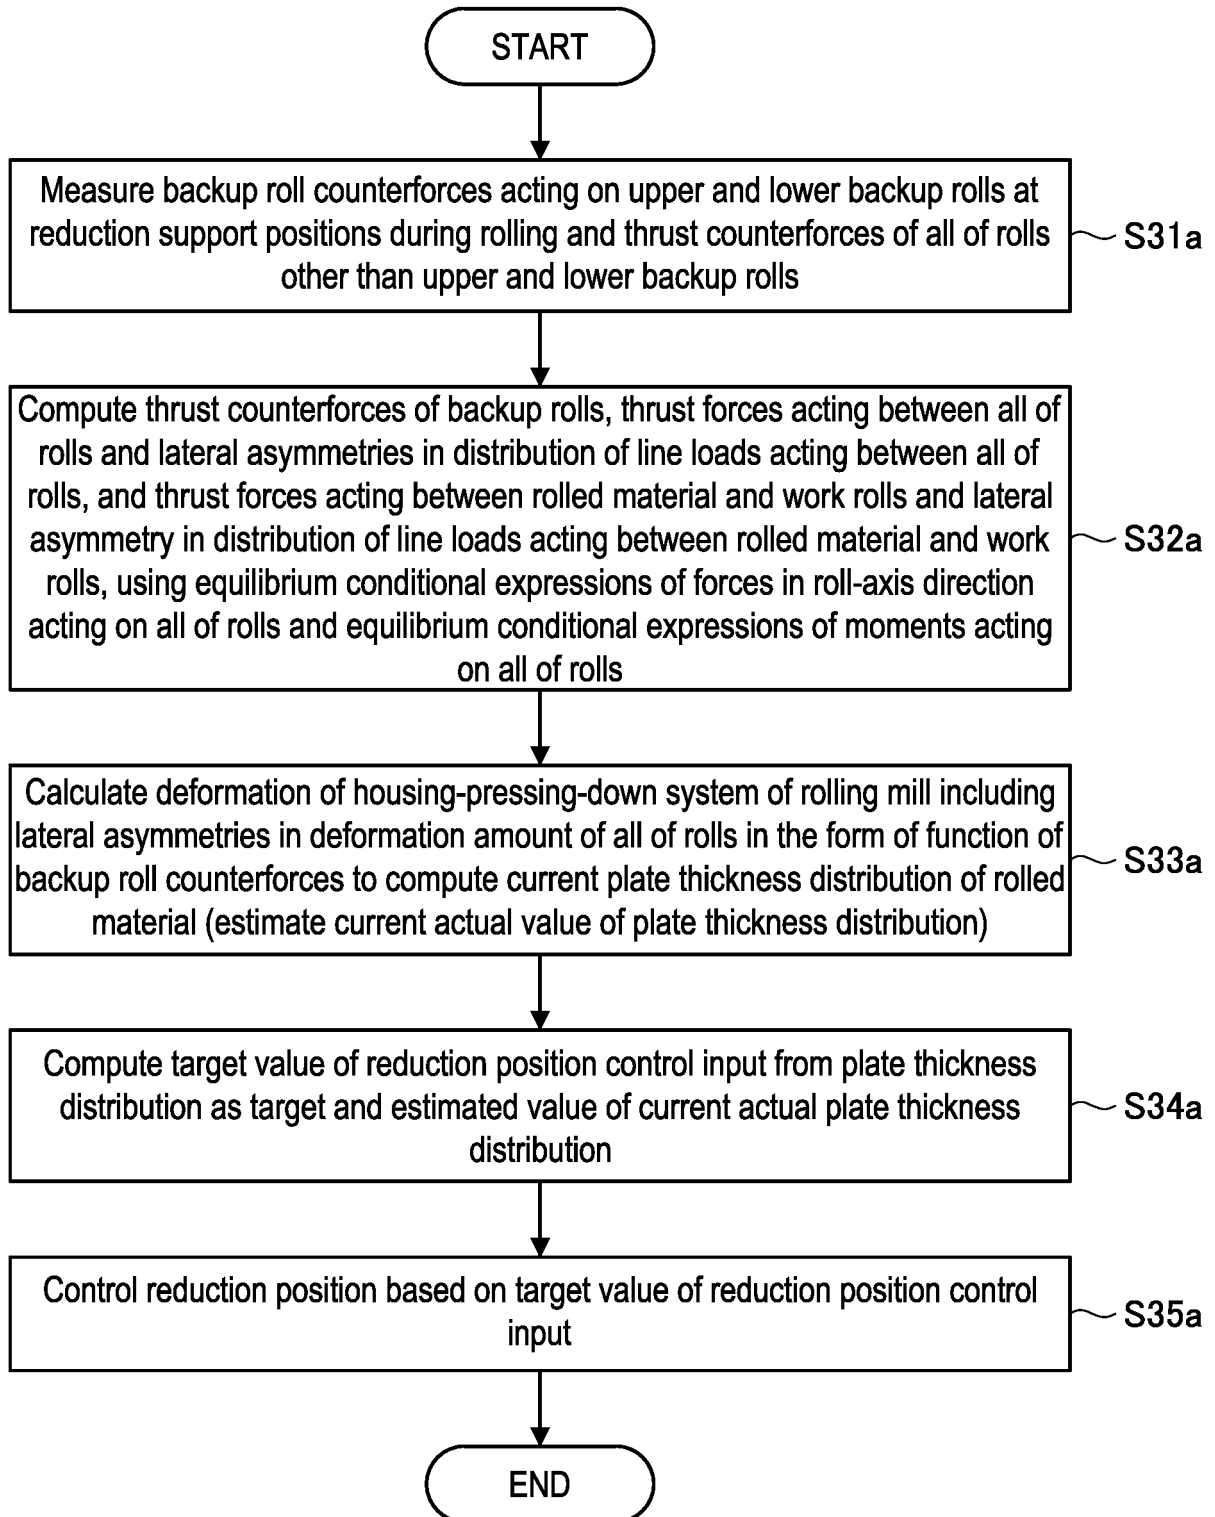 START
Measure backup roll counterforces acting on upper and lower backup rolls at
reduction support positions during rolling and thrust counterforces of all of rolls
other than upper and lower backup rolls
S31a
Compute thrust counterforces of backup rolls, thrust forces acting between all of
rolls and lateral asymmetries in distribution of line loads acting between all of
rolls, and thrust forces acting between rolled material and work rolls and lateral
asymmetry in distribution of line loads acting between rolled material and work
rolls, using equilibrium conditional expressions of forces in roll-axis direction
acting on all of rolls and equilibrium conditional expressions of moments acting
on all of rolls
S32a
Calculate deformation of housing-pressing-down system of rolling mill including
lateral asymmetries in deformation amount of all of rolls in the form of function of
backup roll counterforces to compute current plate thickness distribution of rolled
material (estimate current actual value of plate thickness distribution)
S33a
Compute target value of reduction position control input from plate thickness
distribution as target and estimated value of current actual plate thickness
distribution
S34a
Control reduction position based on target value of reduction position control
input
S35a
END